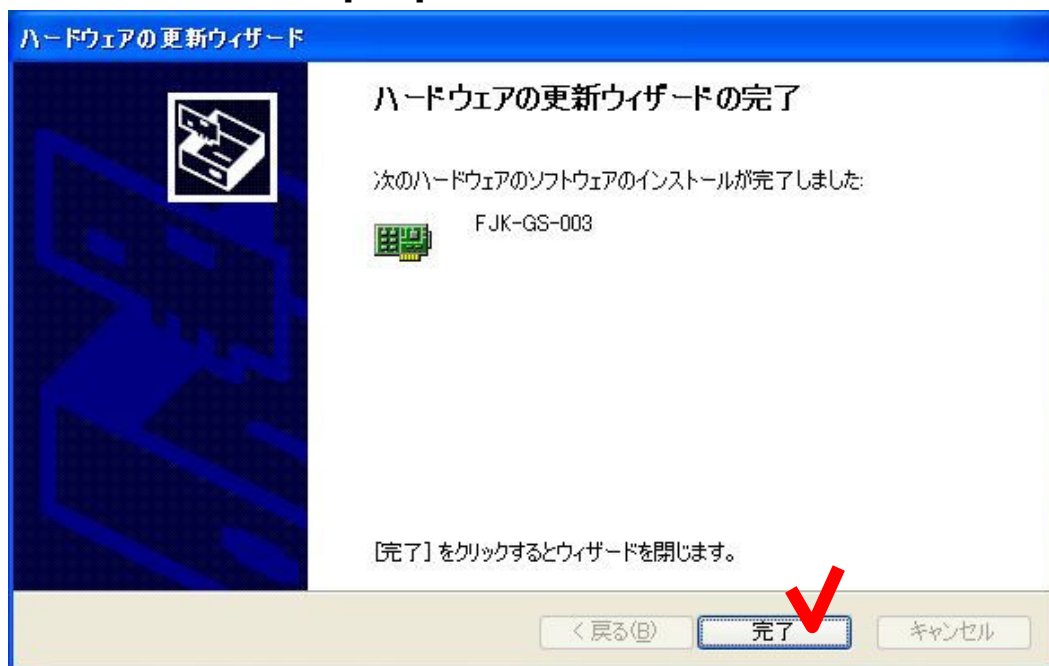 ハードウェアの更新ウィザード
ハードウェアの更新ウィザードの完了
次のハードウェアのソフトウェアのインストールが完了しました:
FJK-GS-003
[完了] をクリックするとウィザードを閉じます。
< 戻る(B)
完了
キャンセル